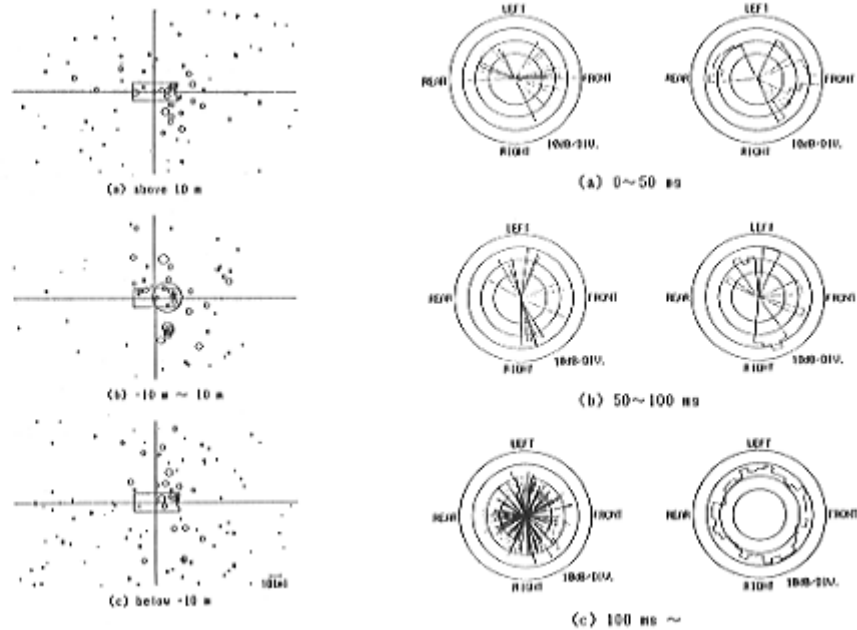 (a) above 10 m
(b) -10 m ~ 10 m
(c) below -10 m
LEFT
LEFT
REAR
FRONT
REAR
FRONT
RIGHT
10dB/DIV.
RIGHT
10dB/DIV.
(a) 0~50 ms
LEFT
LEFT
REAR
FRONT
REAR
FRONT
RIGHT
10dB/DIV.
RIGHT
10dB/DIV.
(b) 50~100 ms
LEFT
LEFT
REAR
FRONT
REAR
FRONT
RIGHT
10dB/DIV.
RIGHT
10dB/DIV.
(c) 100 ms ~